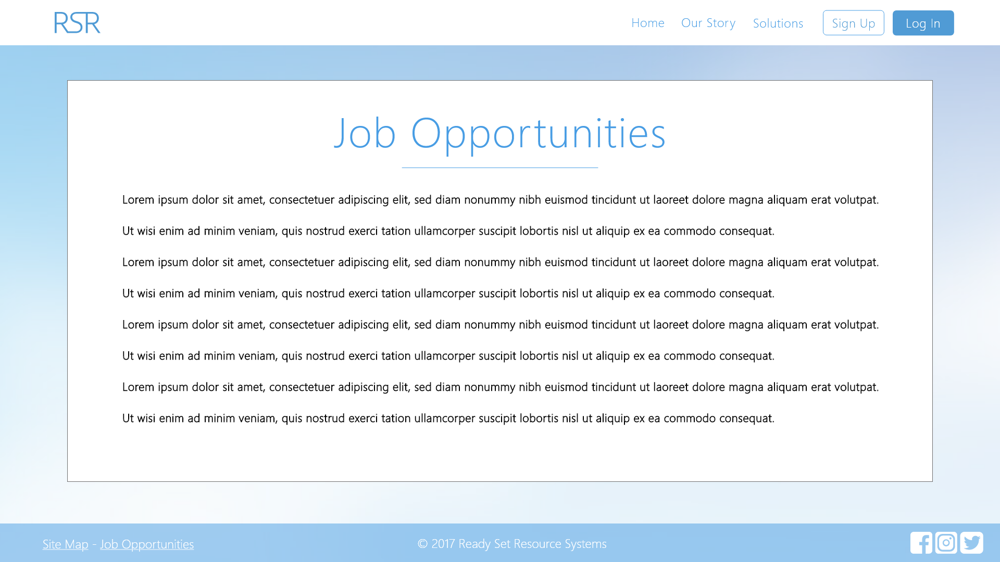 RSR
Home Our Story Solutions Sign Up Log In
Job Opportunities
Lorem ipsum dolor sit amet, consectetuer adipiscing elit, sed diam nonummy nibh euismod tincidunt ut laoreet dolore magna aliquam erat volutpat.
Ut wisi enim ad minim veniam, quis nostrud exerci tation ullamcorper suscipit lobortis nisl ut aliquip ex ea commodo consequat.
Lorem ipsum dolor sit amet, consectetuer adipiscing elit, sed diam nonummy nibh euismod tincidunt ut laoreet dolore magna aliquam erat volutpat.
Ut wisi enim ad minim veniam, quis nostrud exerci tation ullamcorper suscipit lobortis nisl ut aliquip ex ea commodo consequat.
Lorem ipsum dolor sit amet, consectetuer adipiscing elit, sed diam nonummy nibh euismod tincidunt ut laoreet dolore magna aliquam erat volutpat.
Ut wisi enim ad minim veniam, quis nostrud exerci tation ullamcorper suscipit lobortis nisl ut aliquip ex ea commodo consequat.
Lorem ipsum dolor sit amet, consectetuer adipiscing elit, sed diam nonummy nibh euismod tincidunt ut laoreet dolore magna aliquam erat volutpat.
Ut wisi enim ad minim veniam, quis nostrud exerci tation ullamcorper suscipit lobortis nisl ut aliquip ex ea commodo consequat.
Site Map - Job Opportunities © 2017 Ready Set Resource Systems